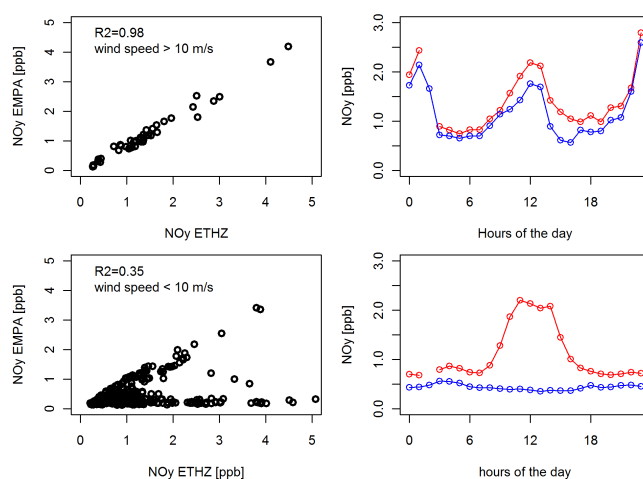 R2=0.98
wind speed > 10 m/s
NOy EMPA [ppb]
0 1 2 3 4 5
0 1 2 3 4 5
NOy ETHZ
NOy [ppb]
0.0 1.0 2.0 3.0
0 6 12 18
Hours of the day
R2=0.35
wind speed < 10 m/s
NOy EMPA [ppb]
0 1 2 3 4 5
0 1 2 3 4 5
NOy ETHZ [ppb]
NOy [ppb]
0.0 1.0 2.0 3.0
0 6 12 18
hours of the day